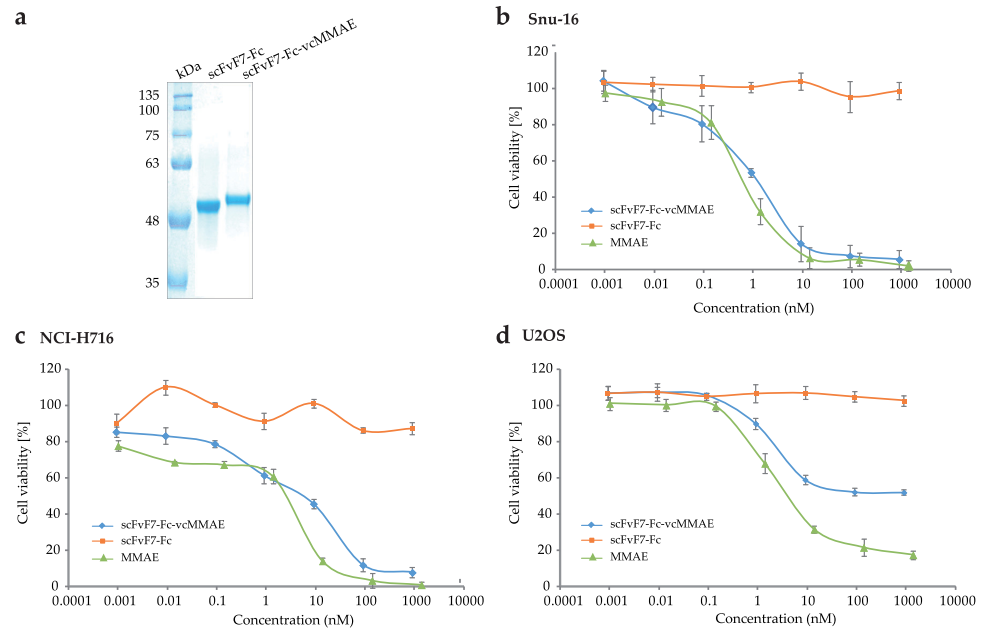 a
kDa
scFvF7-Fc
scFvF7-Fc-vcMMAE
135
100
75
63
48
35
b Snu-16
Cell viability [%]
120
100
80
60
40
20
0
scFvF7-Fc-vcMMAE
scFvF7-Fc
MMAE
0.0001 0.001 0.01 0.1 1 10 100 1000 10000
Concentration (nM)
c NCI-H716
Cell viability [%]
120
100
80
60
40
20
0
scFvF7-Fc-vcMMAE
scFvF7-Fc
MMAE
0.0001 0.001 0.01 0.1 1 10 100 1000 10000
Concentration (nM)
d U2OS
Cell viability [%]
120
100
80
60
40
20
0
scFvF7-Fc-vcMMAE
scFvF7-Fc
MMAE
0.0001 0.001 0.01 0.1 1 10 100 1000 10000
Concentration (nM)